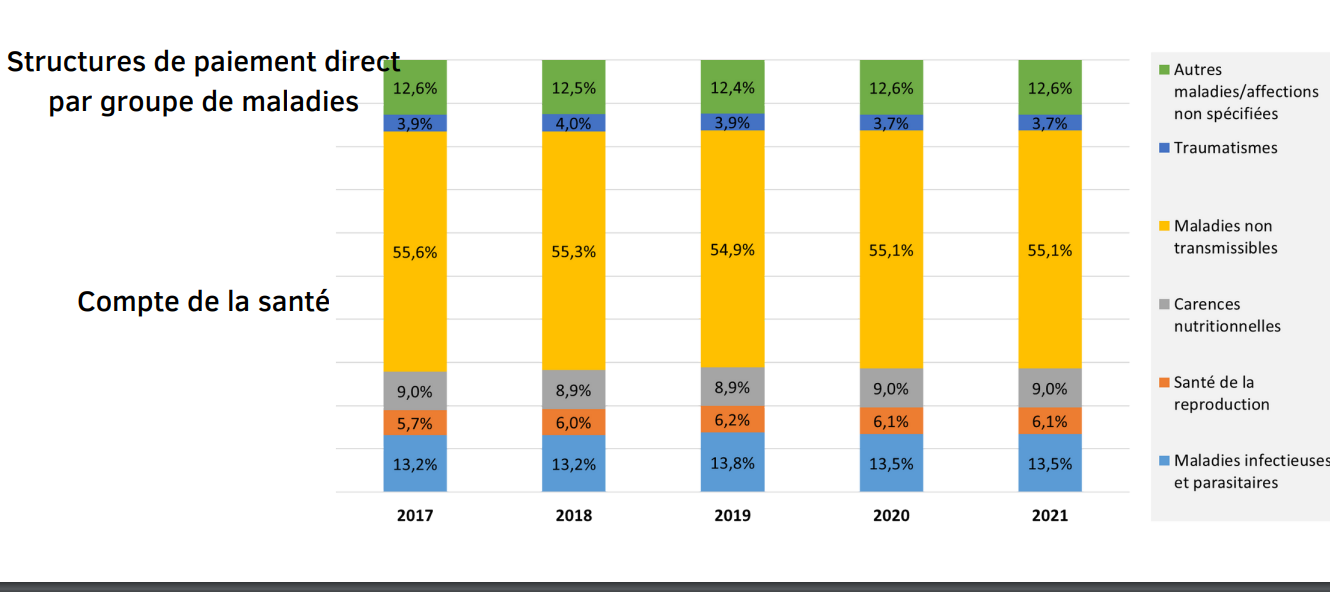 Structures de paiement direct
par groupe de maladies
Compte de la santé
12,6% 12,5% 12,4% 12,6% 12,6%
3,9% 4,0% 3,9% 3,7% 3,7%
55,6% 55,3% 54,9% 55,1% 55,1%
9,0% 8,9% 8,9% 9,0% 9,0%
5,7% 6,0% 6,2% 6,1% 6,1%
13,2% 13,2% 13,8% 13,5% 13,5%
2017 2018 2019 2020 2021
Autres
maladies/affections
non spécifiées
Traumatismes
Maladies non
transmissibles
Carences
nutritionnelles
Santé de la
reproduction
Maladies infectieuses
et parasitaires